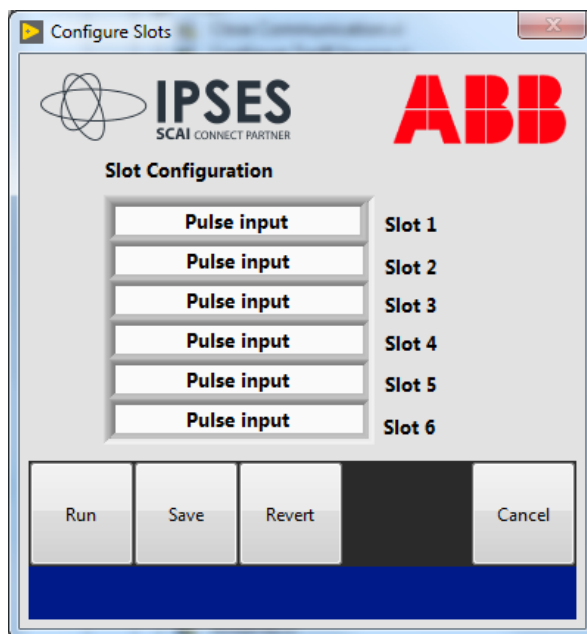 Configure Slots
IPSES
SCAI CONNECT PARTNER
ABB
Slot Configuration
Pulse input Slot 1
Pulse input Slot 2
Pulse input Slot 3
Pulse input Slot 4
Pulse input Slot 5
Pulse input Slot 6
Run Save Revert Cancel